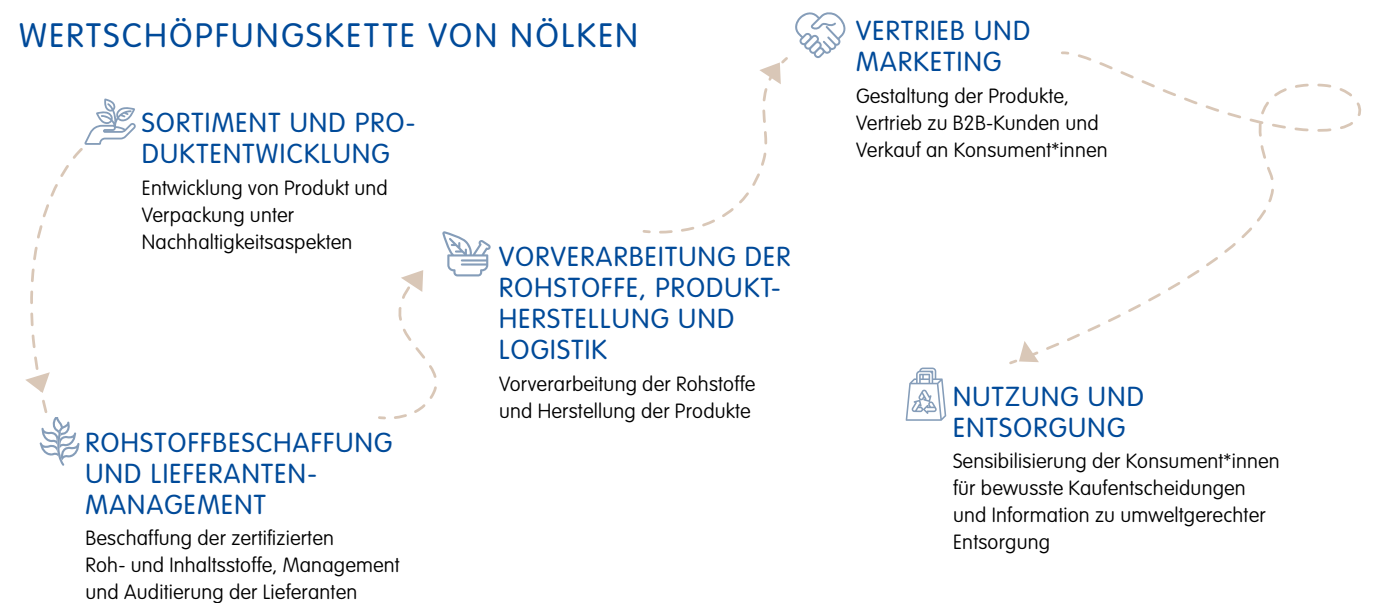 WERTSCHÖPFUNGSKETTE VON NÖLKEN
SORTIMENT UND PRO-
DUKTENTWICKLUNG
Entwicklung von Produkt und
Verpackung unter
Nachhaltigkeitsaspekten
ROHSTOFFBESCHAFFUNG
UND LIEFERANTEN-
MANAGEMENT
Beschaffung der zertifizierten
Roh- und Inhaltsstoffe, Management
und Auditierung der Lieferanten
VORVERARBEITUNG DER
ROHSTOFFE, PRODUKT-
HERSTELLUNG UND
LOGISTIK
Vorverarbeitung der Rohstoffe
und Herstellung der Produkte
VERTRIEB UND
MARKETING
Gestaltung der Produkte,
Vertrieb zu B2B-Kunden und
Verkauf an Konsument*innen
NUTZUNG UND
ENTSORGUNG
Sensibilisierung der Konsument*innen
für bewusste Kaufentscheidungen
und Information zu umweltgerechter
Entsorgung